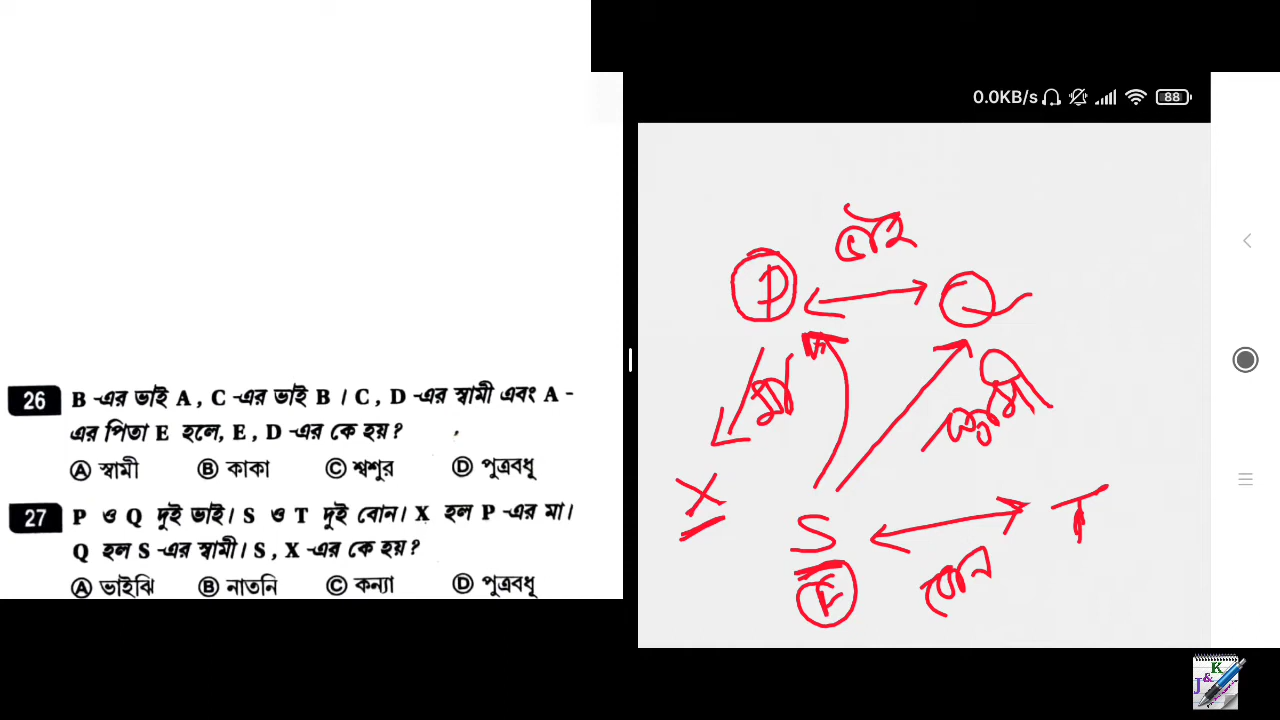 0.0KB/s 88
26 B -এর ভাই A , C -এর ভাই B । C , D -এর স্বামী এবং A -
এর পিতা E হলে, E , D -এর কে হয় ?
Ⓐ স্বামী Ⓑ কাকা Ⓒ শ্বশুর Ⓓ পুত্রবধূ
27 P ও Q দুই ভাই। S ও T দুই বোন। X হল P -এর মা।
Q হল S -এর স্বামী। S , X -এর কে হয় ?
Ⓐ ভাইঝি Ⓑ নাতনি Ⓒ কন্যা Ⓓ পুত্রবধূ
ভাই
P Q
মা স্বামী
X S T
F বোন
J & K